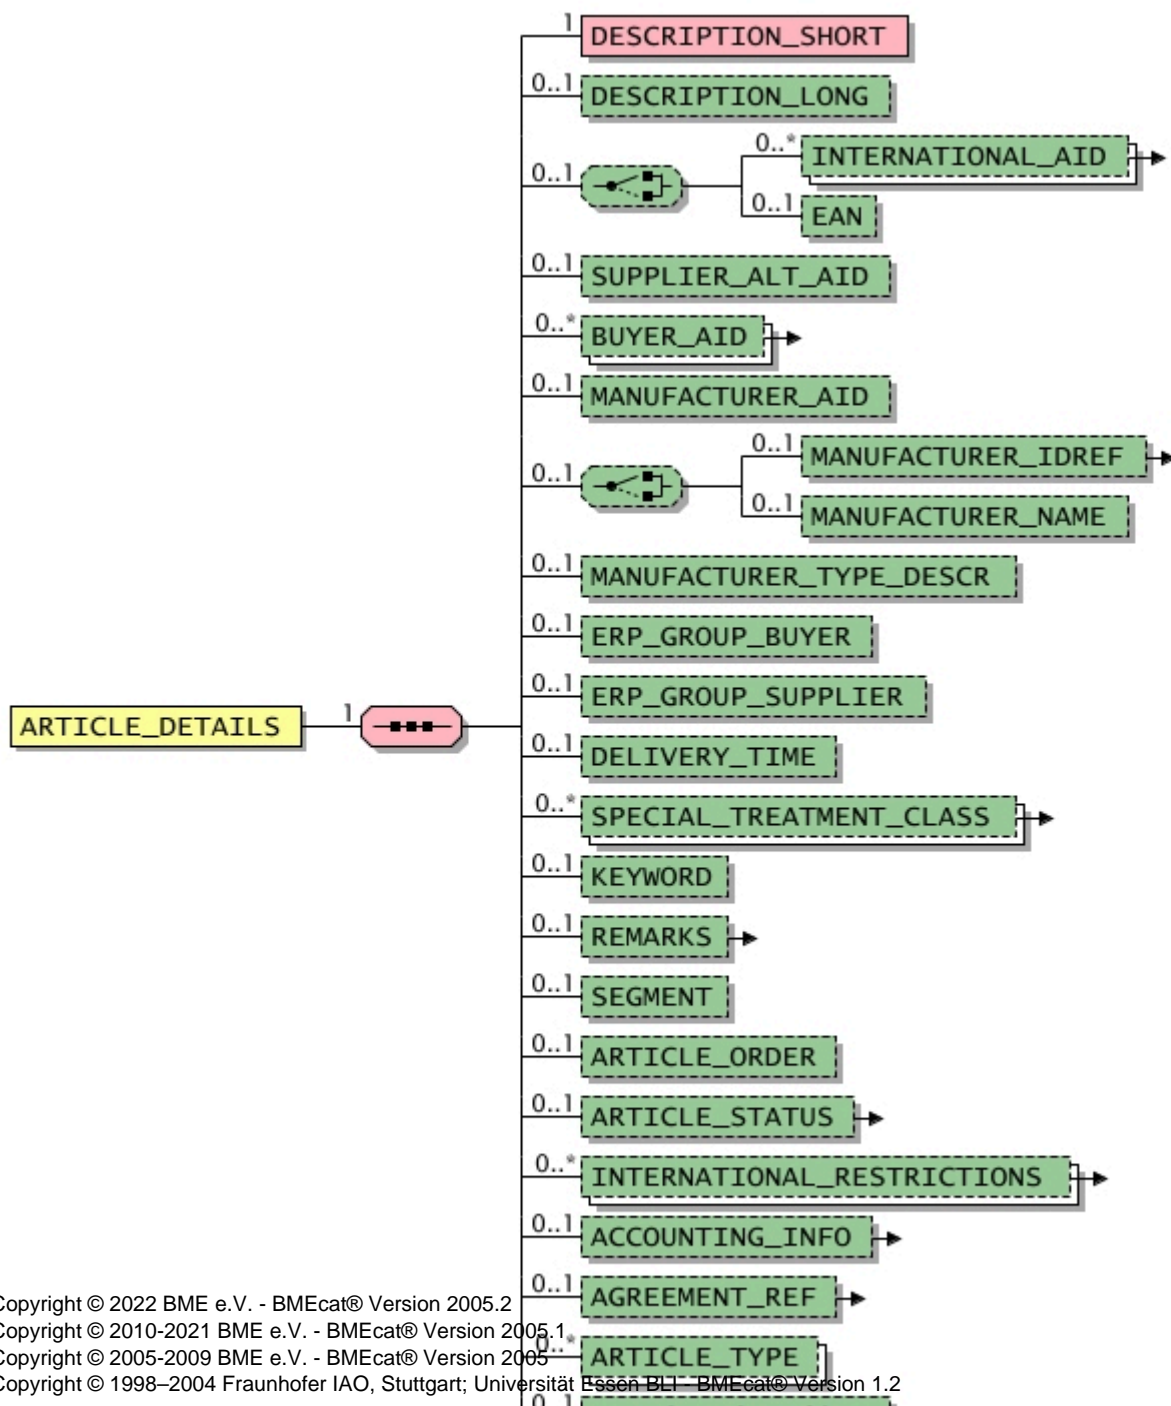 1
DESCRIPTION_SHORT
0..1
DESCRIPTION_LONG
0..*
INTERNATIONAL_AID
0..1
0..1
EAN
0..1
SUPPLIER_ALT_AID
0..*
BUYER_AID
0..1
MANUFACTURER_AID
0..1
MANUFACTURER_IDREF
0..1
0..1
MANUFACTURER_NAME
0..1
MANUFACTURER_TYPE_DESCR
0..1
ERP_GROUP_BUYER
0..1
ERP_GROUP_SUPPLIER
ARTICLE_DETAILS
1
0..1
DELIVERY_TIME
0..*
SPECIAL_TREATMENT_CLASS
0..1
KEYWORD
0..1
REMARKS
0..1
SEGMENT
0..1
ARTICLE_ORDER
0..1
ARTICLE_STATUS
0..*
INTERNATIONAL_RESTRICTIONS
0..1
ACCOUNTING_INFO
0..1
AGREEMENT_REF
Copyright © 2022 BME e.V. - BMEcat® Version 2005.2
Copyright © 2010-2021 BME e.V. - BMEcat® Version 2005.1
0..*
ARTICLE_TYPE
Copyright © 2005-2009 BME e.V. - BMEcat® Version 2005
Copyright © 1998–2004 Fraunhofer IAO, Stuttgart; Universität Essen BLI - BMEcat® Version 1.2
0..1